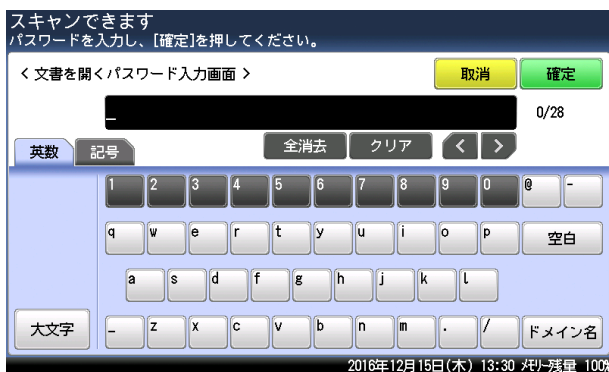 スキャンできます
パスワードを入力し、[確定]を押してください。
< 文書を開くパスワード入力画面 > 取消 確定
_ 0/28
英数 記号 全消去 クリア < >
1 2 3 4 5 6 7 8 9 0 @ -
q w e r t y u i o p 空白
a s d f g h j k l
大文字 _ z x c v b n m . / ドメイン名
2016年12月15日(木) 13:30 メモリー残量 100%